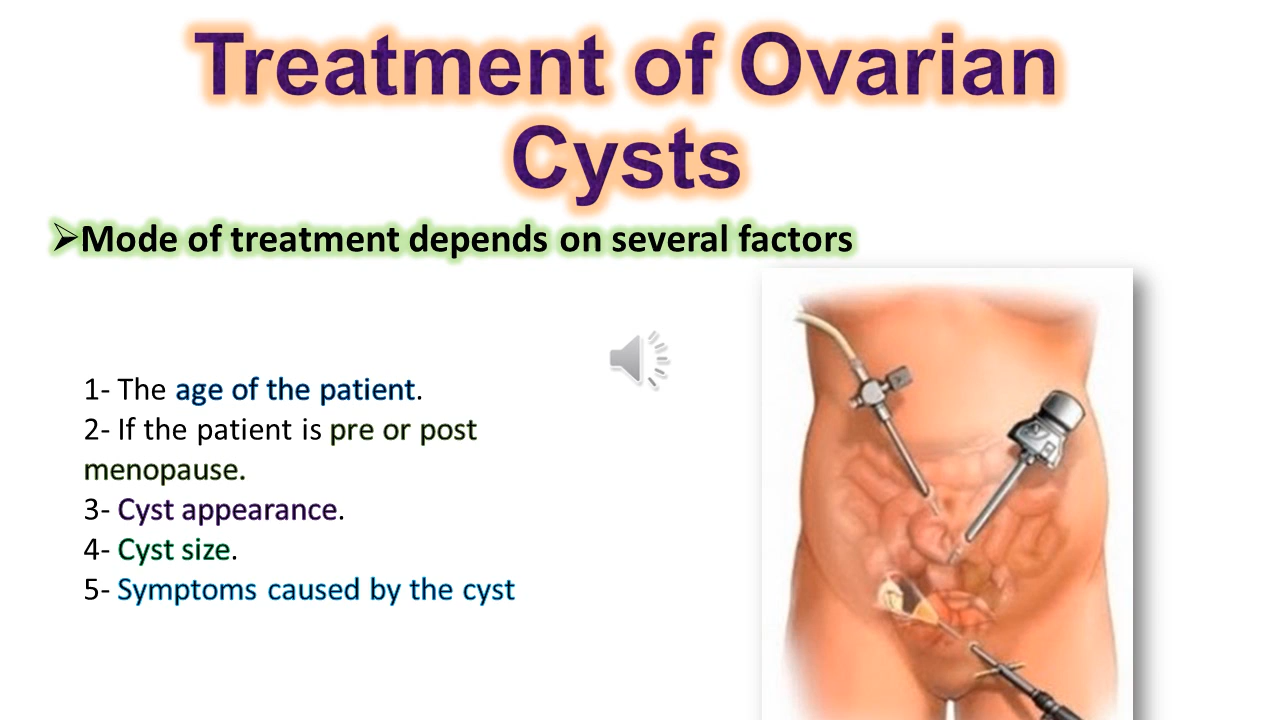 Treatment of Ovarian
Cysts
➢Mode of treatment depends on several factors
1- The age of the patient.
2- If the patient is pre or post
menopause.
3- Cyst appearance.
4- Cyst size.
5- Symptoms caused by the cyst